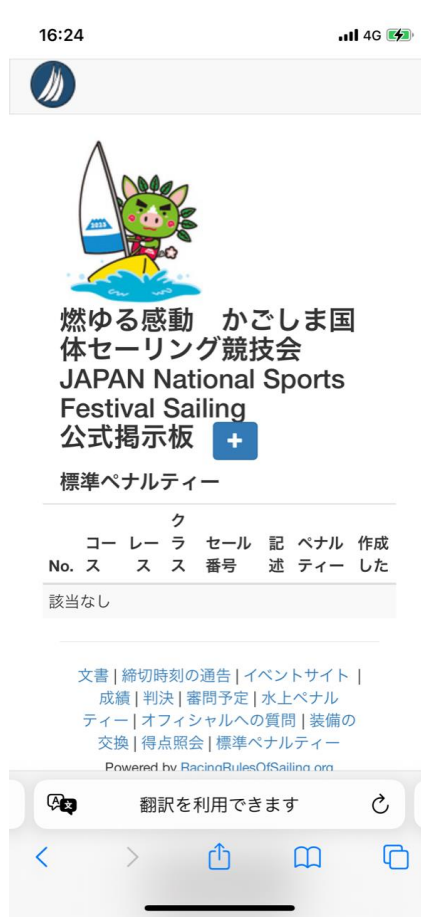 16:24
4G
燃ゆる感動　かごしま国
体セーリング競技会
JAPAN National Sports
Festival Sailing
公式掲示板 +
標準ペナルティー
No. コース レース クラス セール番号 記述 ペナルティー 作成した
該当なし
文書 | 締切時刻の通告 | イベントサイト |
成績 | 判決 | 審問予定 | 水上ペナル
ティー | オフィシャルへの質問 | 装備の
交換 | 得点照会 | 標準ペナルティー
Powered by RacingRulesOfSailing.org
翻訳を利用できます